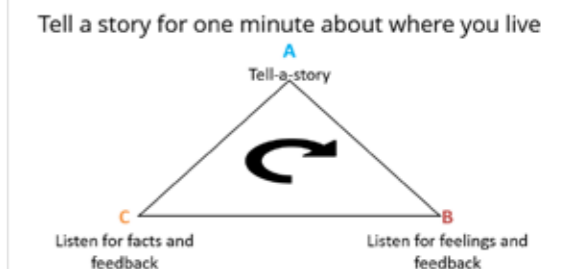 Tell a story for one minute about where you live
A
Tell-a-story
C
B
Listen for facts and
feedback
Listen for feelings and
feedback